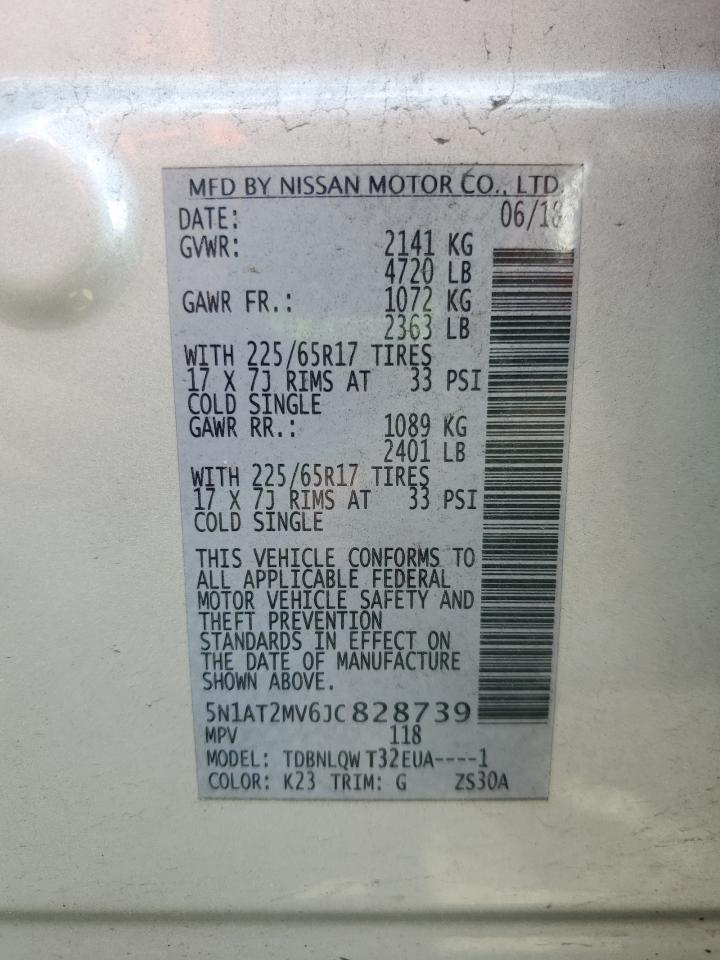 MFD BY NISSAN MOTOR CO., LTD.
DATE: 06/18
GVWR: 2141 KG
4720 LB
GAWR FR.: 1072 KG
2363 LB
WITH 225/65R17 TIRES
17 X 7J RIMS AT 33 PSI
COLD SINGLE
GAWR RR.: 1089 KG
2401 LB
WITH 225/65R17 TIRES
17 X 7J RIMS AT 33 PSI
COLD SINGLE
THIS VEHICLE CONFORMS TO
ALL APPLICABLE FEDERAL
MOTOR VEHICLE SAFETY AND
THEFT PREVENTION
STANDARDS IN EFFECT ON
THE DATE OF MANUFACTURE
SHOWN ABOVE.
5N1AT2MV6JC828739
MPV 118
MODEL: TDBNLQW T32EUA----1
COLOR: K23 TRIM: G ZS30A